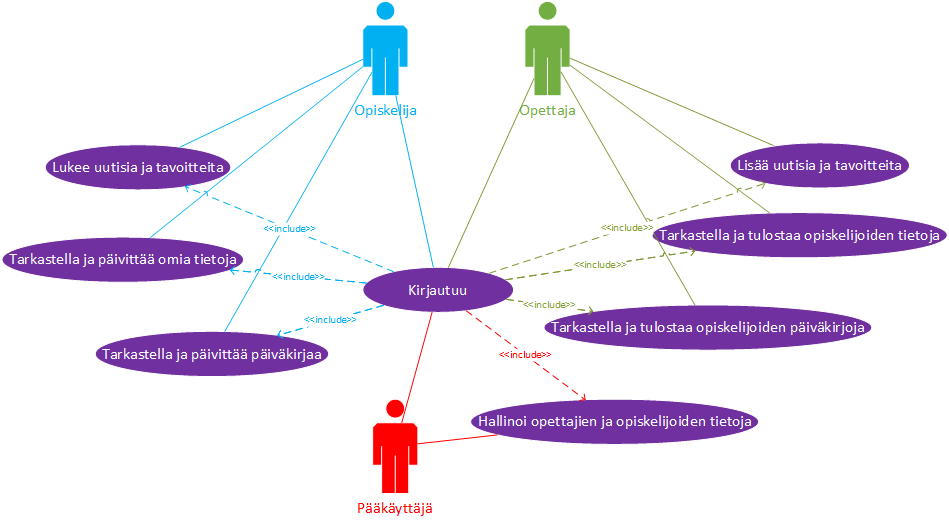 Opiskelija
Opettaja
Lukee uutisia ja tavoitteita
Lisää uutisia ja tavoitteita
<<include>>
<<include>>
Tarkastella ja tulostaa opiskelijoiden tietoja
Tarkastella ja päivittää omia tietoja
<<include>>
<<include>>
Kirjautuu
<<include>>
<<include>>
Tarkastella ja tulostaa opiskelijoiden päiväkirjoja
Tarkastella ja päivittää päiväkirjaa
<<include>>
Hallinoi opettajien ja opiskelijoiden tietoja
Pääkäyttäjä